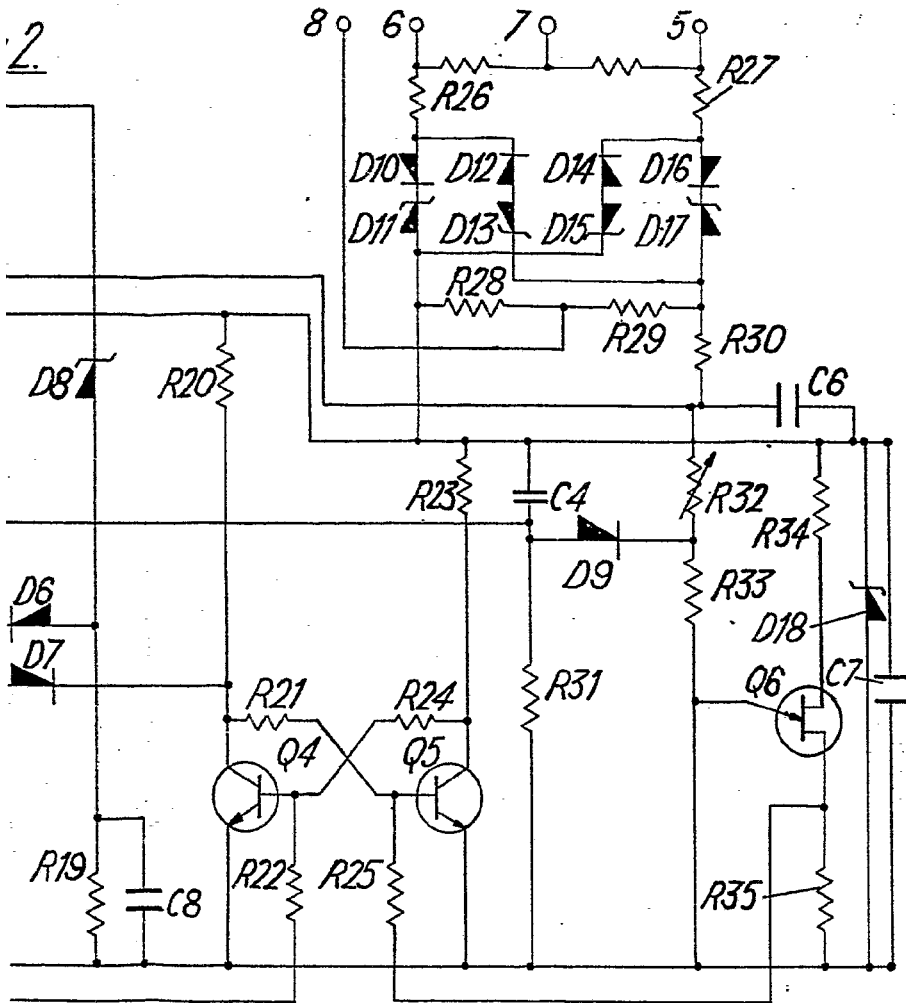 8 6 7 5
2.
R26 R27
D10 D12 D14 D16
D11 D13 D15 D17
R28
R29 R30
D8 R20 C6
R23 C4 R32 R34
D9
D6 R33 D18
D7
R21 R24 R31 Q6 C7
Q4 Q5
R19 C8 R22 R25 R35